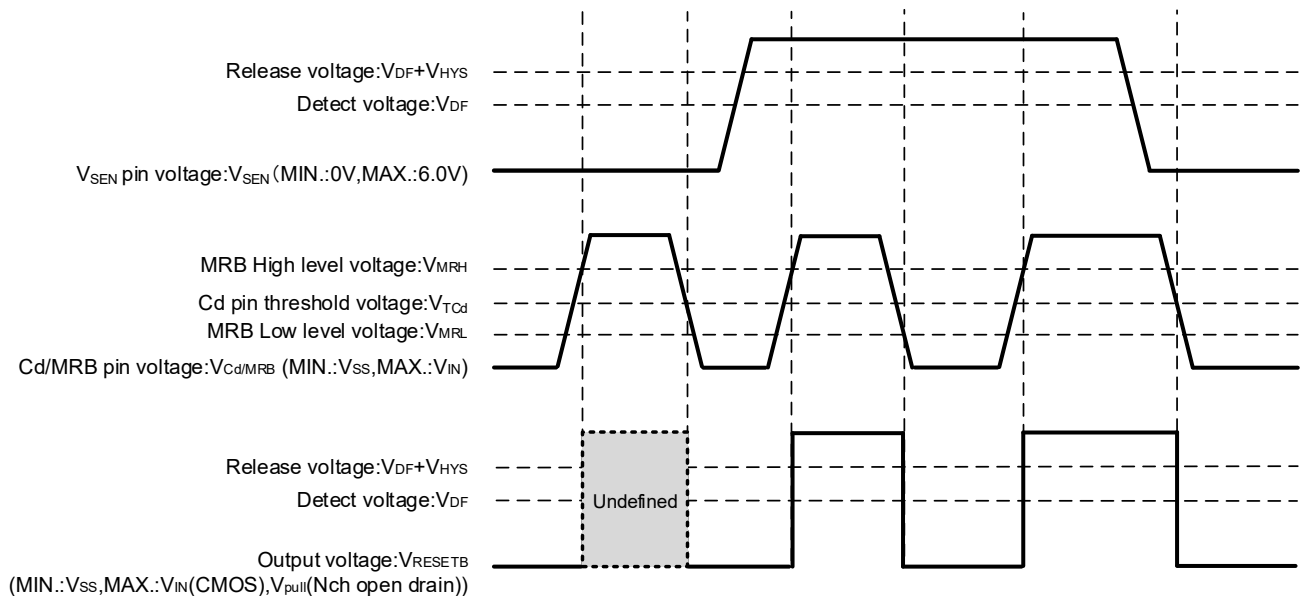 Release voltage:VDF+VHYS
Detect voltage:VDF
VSEN pin voltage:VSEN(MIN.:0V,MAX.:6.0V)
MRB High level voltage:VMRH
Cd pin threshold voltage:VTCd
MRB Low level voltage:VMRL
Cd/MRB pin voltage:VCd/MRB (MIN.:VSS,MAX.:VIN)
Release voltage:VDF+VHYS
Detect voltage:VDF
Undefined
Output voltage:VRESETB
(MIN.:VSS,MAX.:VIN(CMOS),Vpull(Nch open drain))